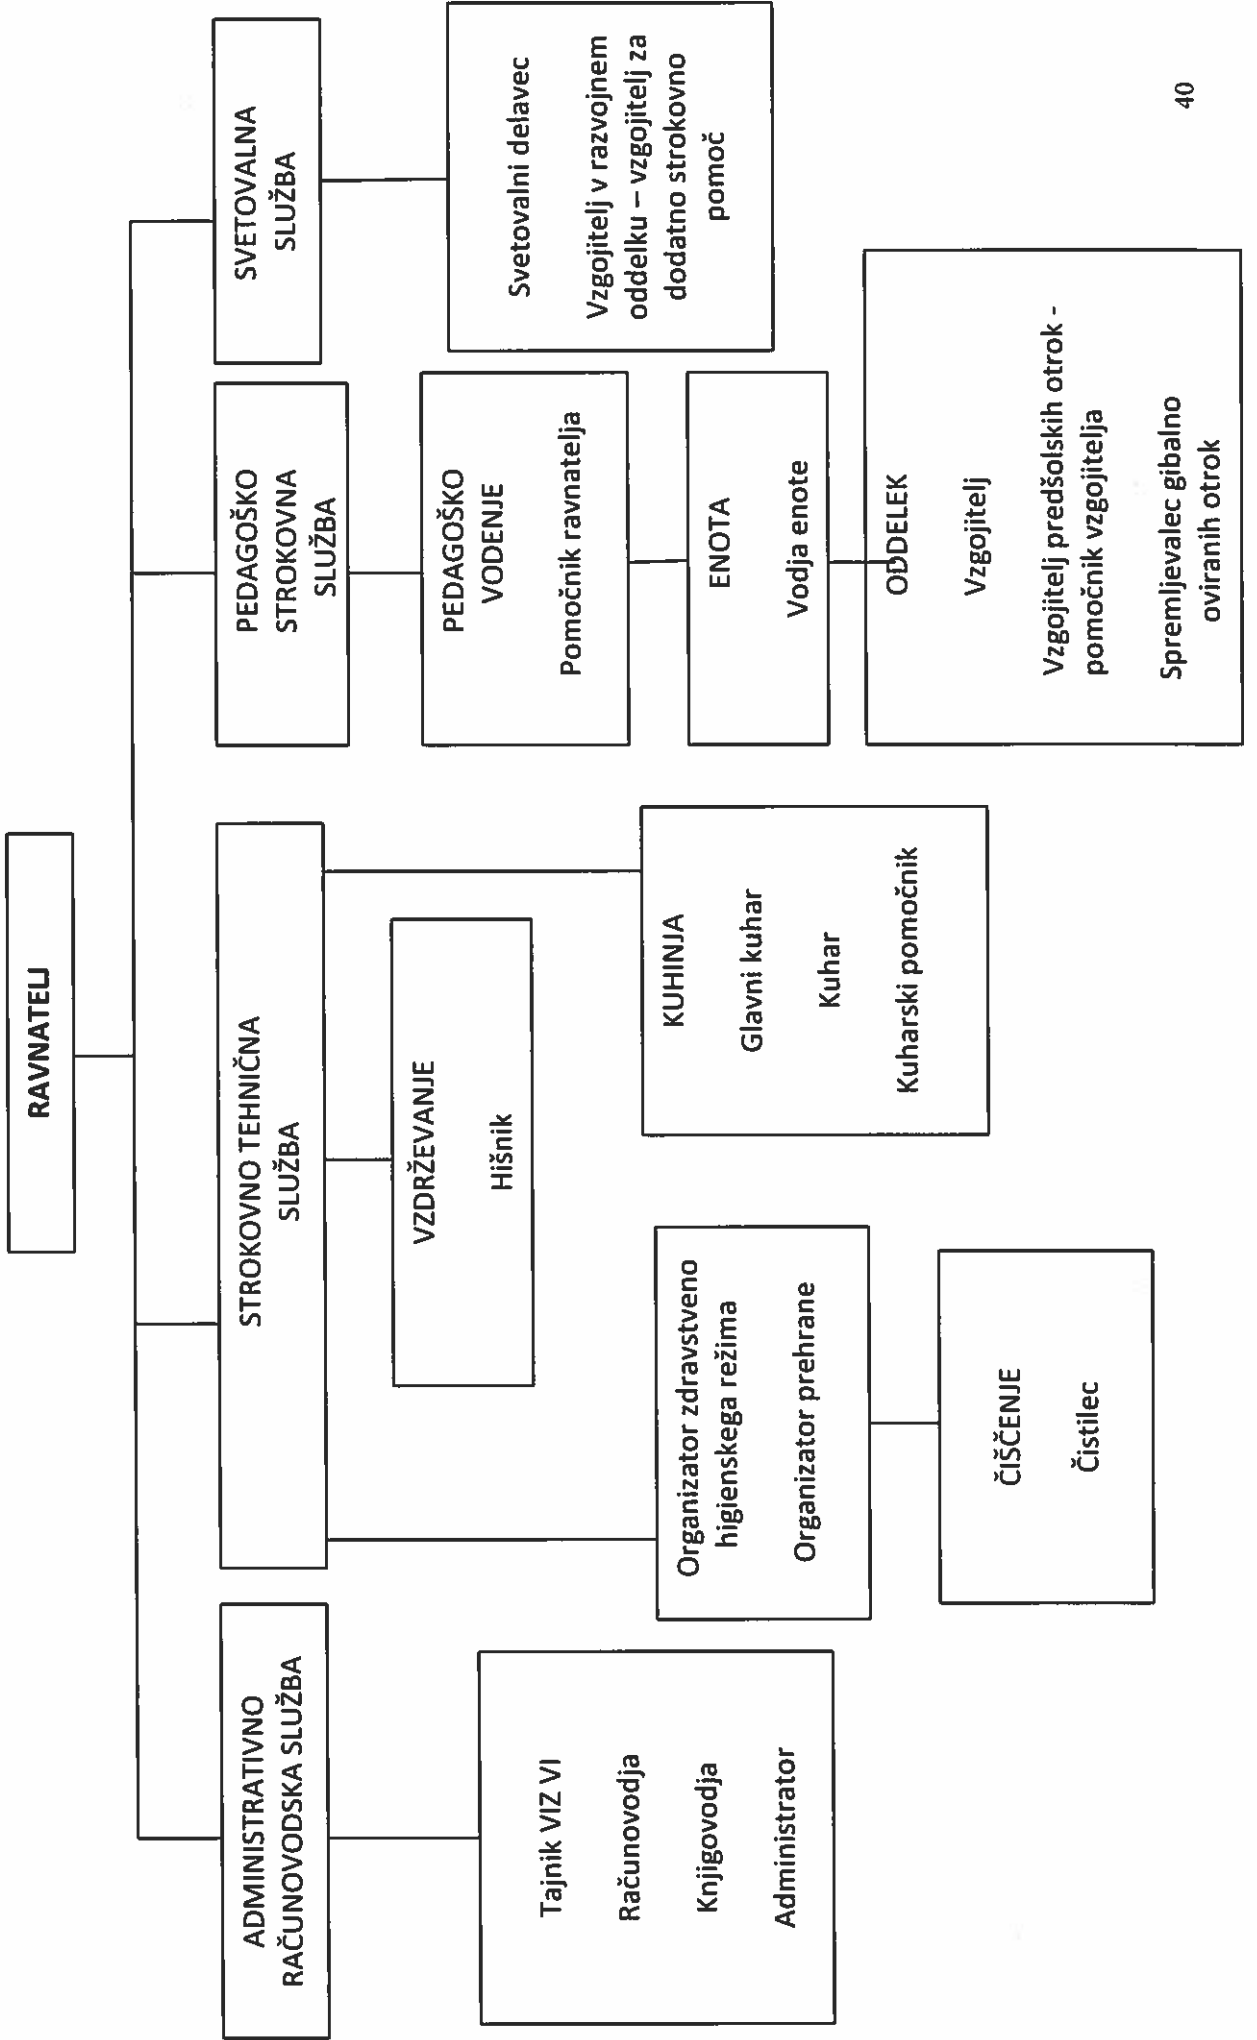 RAVNATELJ
ADMINISTRATIVNO
RAČUNOVODSKA SLUŽBA
Tajnik VIZ VI
Računovodja
Knjigovodja
Administrator
STROKOVNO TEHNIČNA
SLUŽBA
VZDRŽEVANJE
Hišnik
Organizator zdravstveno
higienskega režima
Organizator prehrane
ČIŠČENJE
Čistilec
KUHINJA
Glavni kuhar
Kuhar
Kuharski pomočnik
PEDAGOŠKO
STROKOVNA
SLUŽBA
PEDAGOŠKO
VODENJE
Pomočnik ravnatelja
ENOTA
Vodja enote
ODDELEK
Vzgojitelj
Vzgojitelj predšolskih otrok -
pomočnik vzgojitelja
Spremljevalec gibalno
oviranih otrok
SVETOVALNA
SLUŽBA
Svetovalni delavec
Vzgojitelj v razvojnem
oddelku – vzgojitelj za
dodatno strokovno
pomoč
40